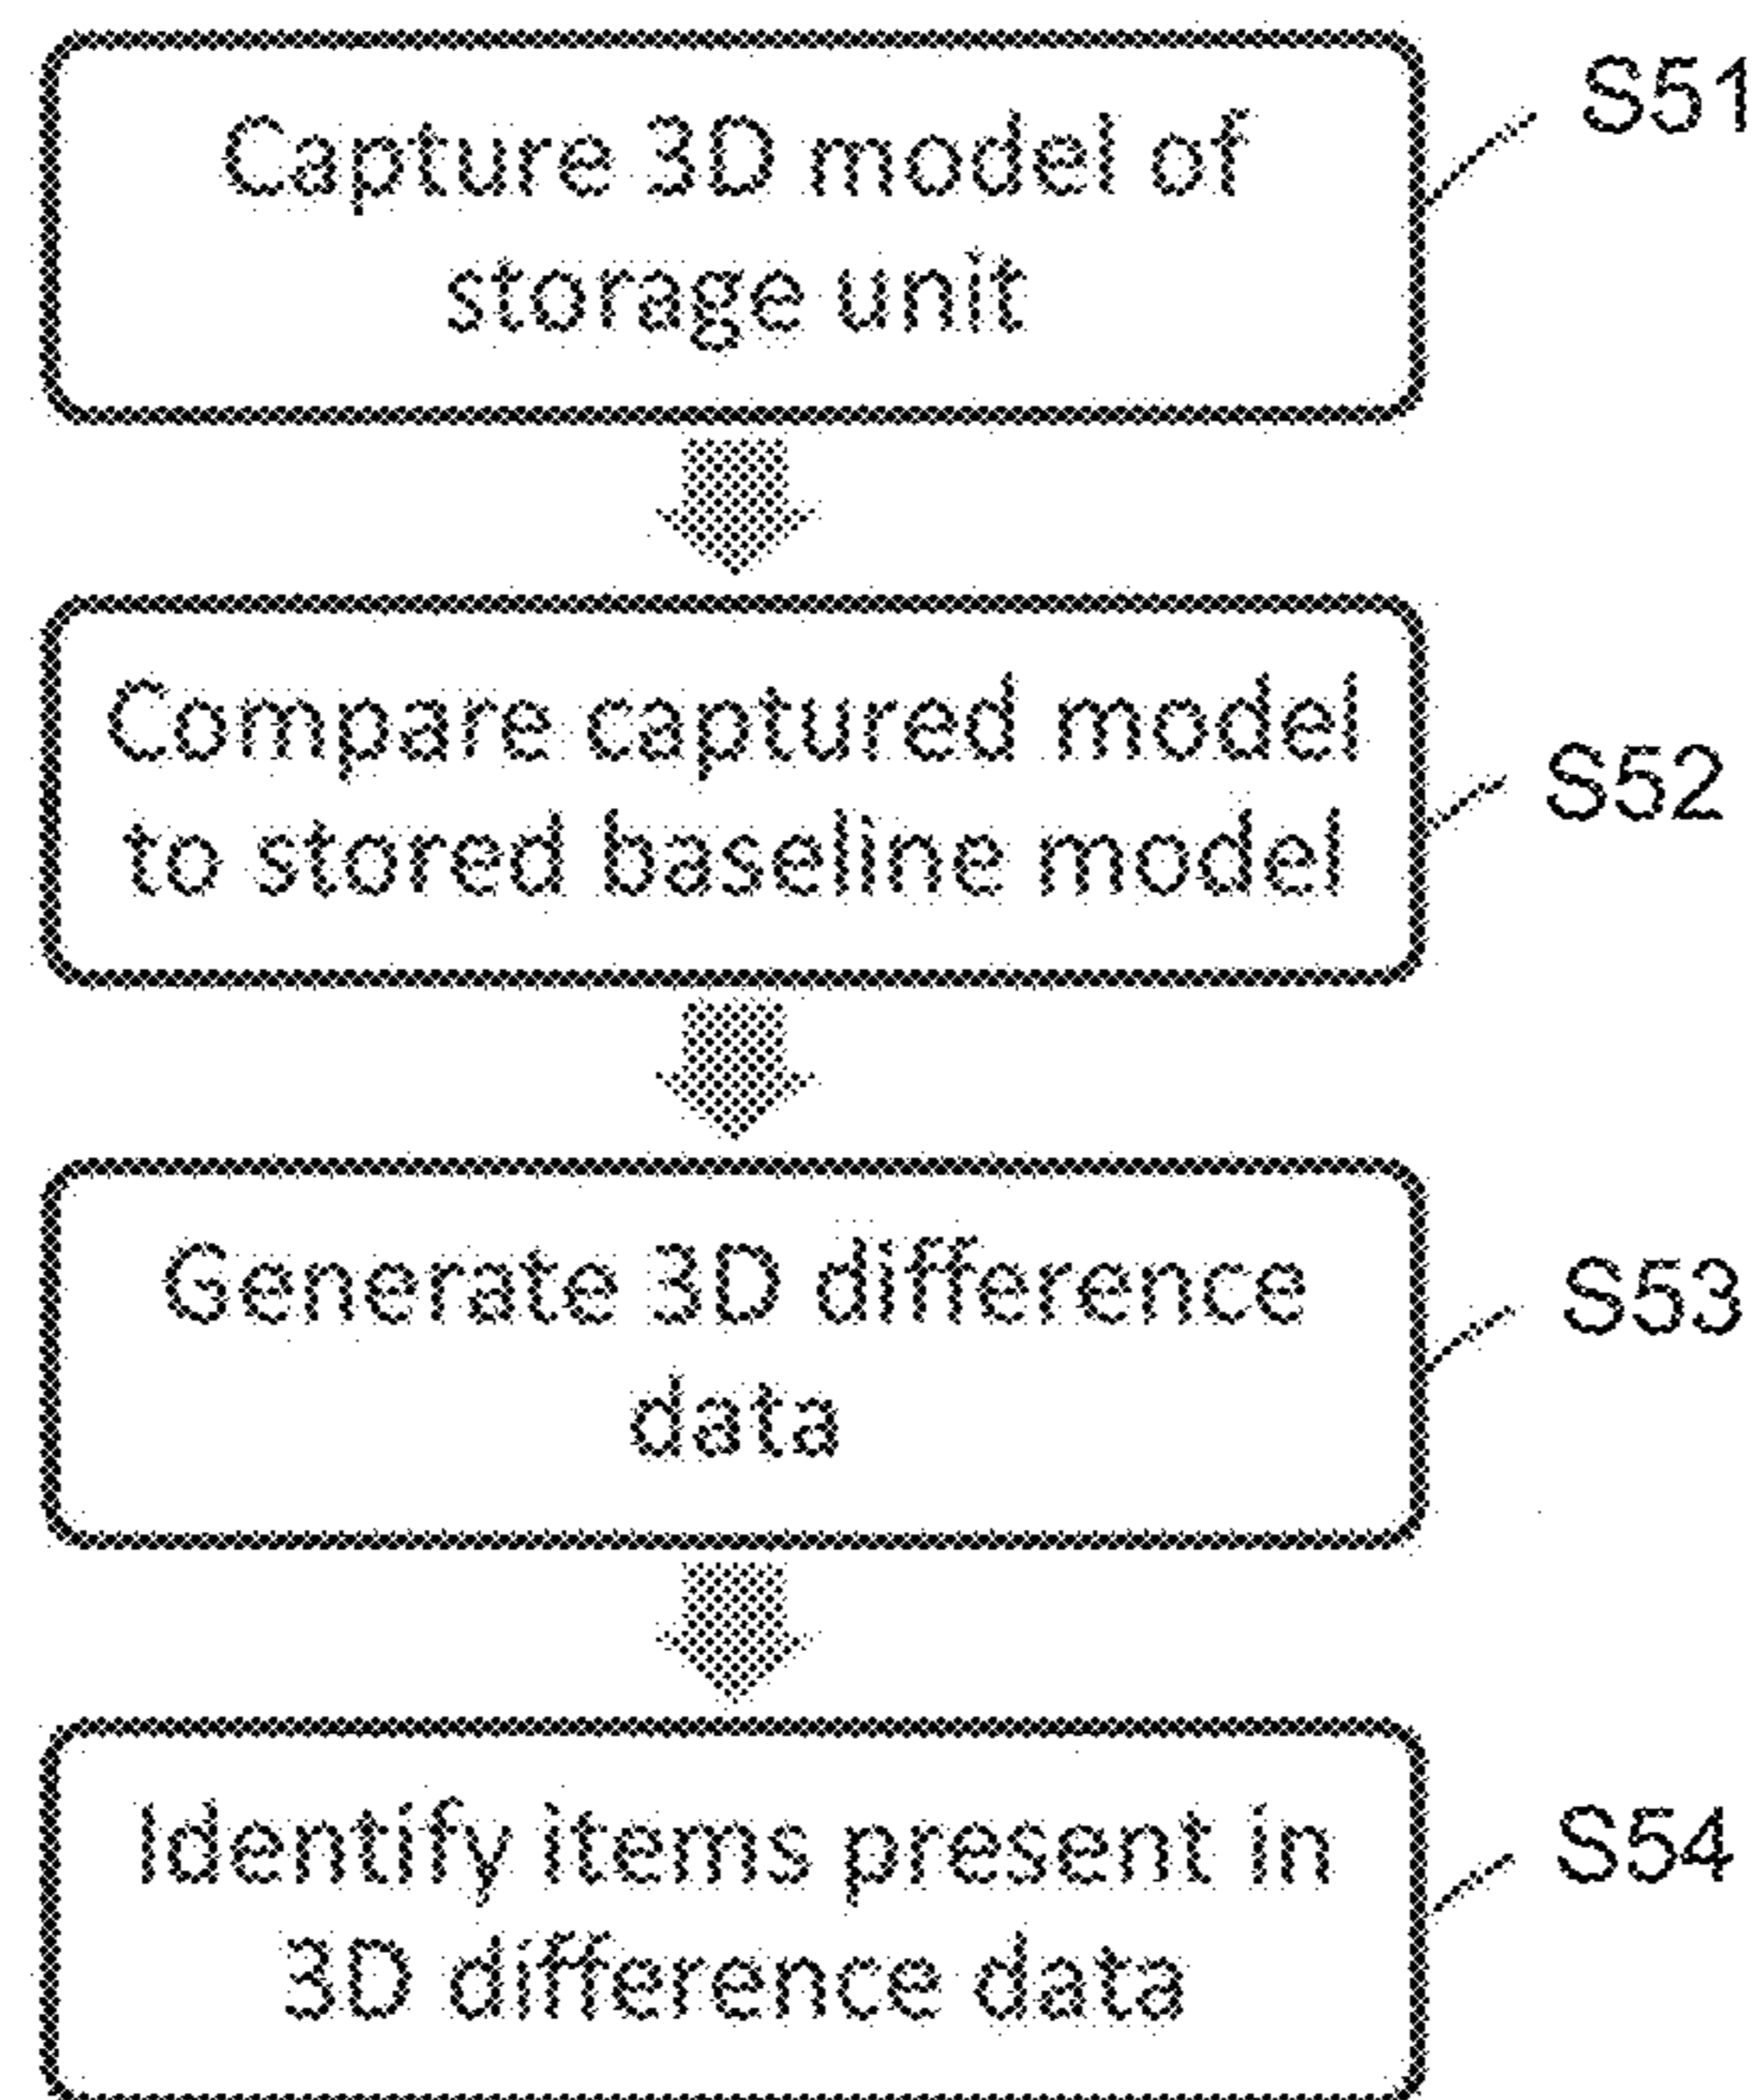 Capture 3D model of
storage unit
S51
Compare captured model
to stored baseline model
S52
Generate 3D difference
data
S53
Identify items present in
3D difference data
S54